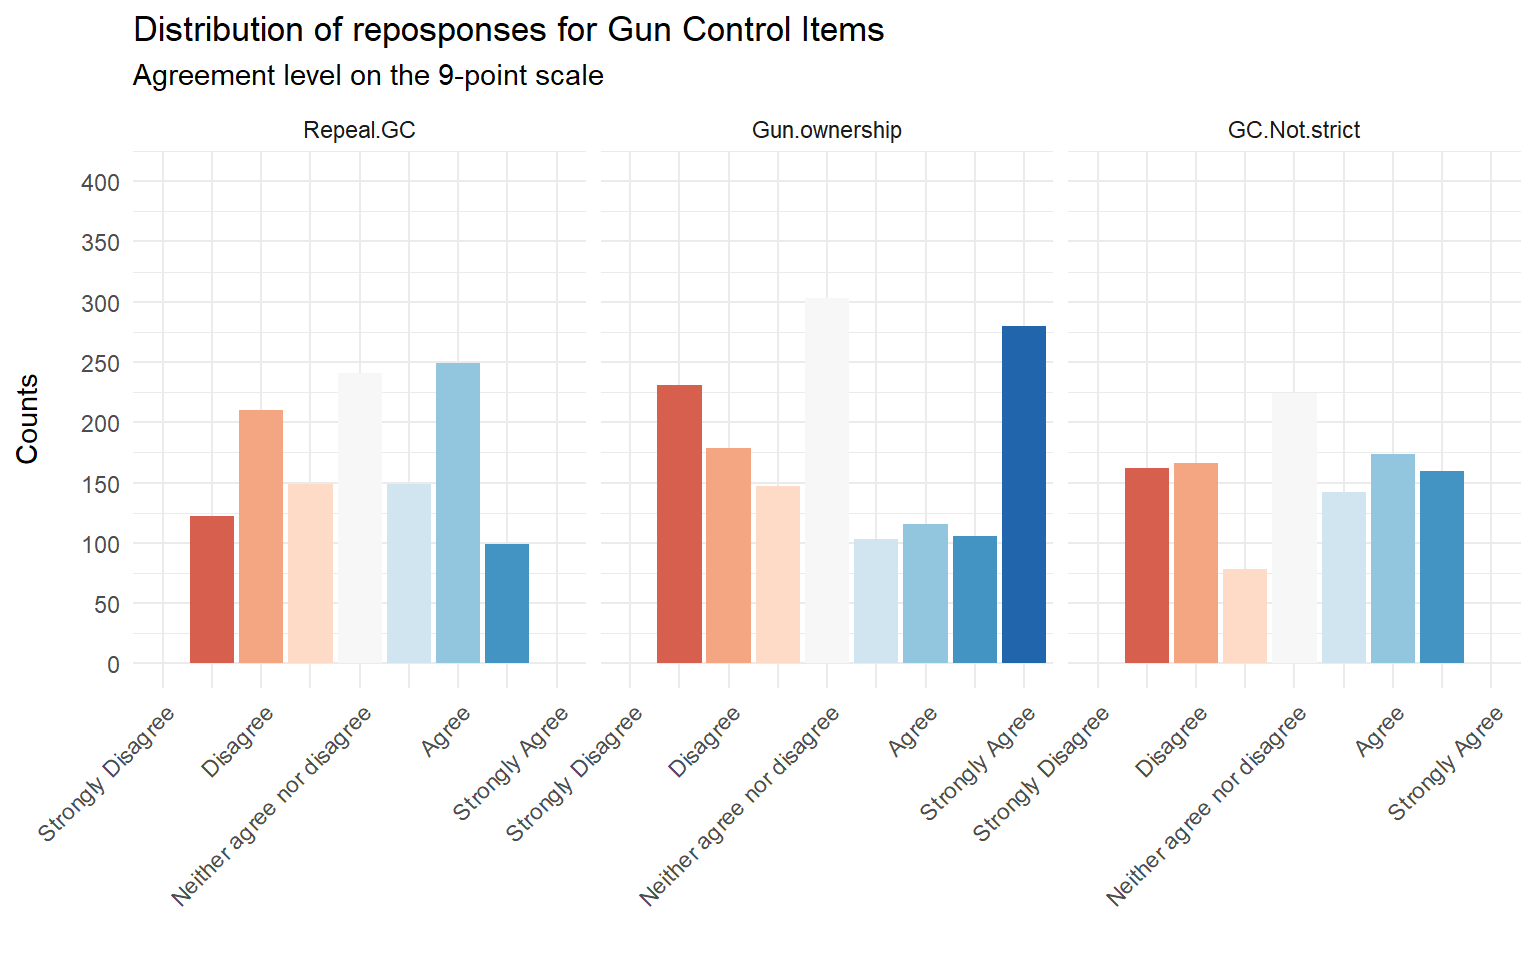 Distribution of reposponses for Gun Control Items
Agreement level on the 9-point scale
Repeal.GC
Gun.ownership
GC.Not.strict
Counts
400
350
300
250
200
150
100
50
0
Strongly Disagree
Disagree
Neither agree nor disagree
Agree
Strongly Agree
Strongly Disagree
Disagree
Neither agree nor disagree
Agree
Strongly Agree
Strongly Disagree
Disagree
Neither agree nor disagree
Agree
Strongly Agree